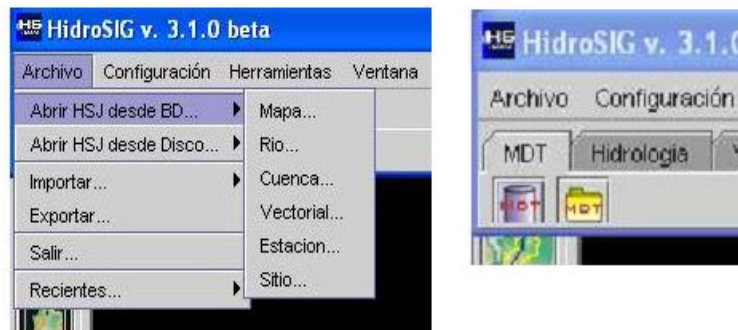 HidroSIG v. 3.1.0 beta
Archivo Configuración Herramientas Ventana
Abrir HSJ desde BD...
Abrir HSJ desde Disco...
Importar...
Exportar...
Salir...
Recientes...
Mapa...
Rio...
Cuenca...
Vectorial...
Estacion...
Sitio...
HidroSIG v. 3.1.0
Archivo Configuración
MDT Hidrologia
MDT MDT